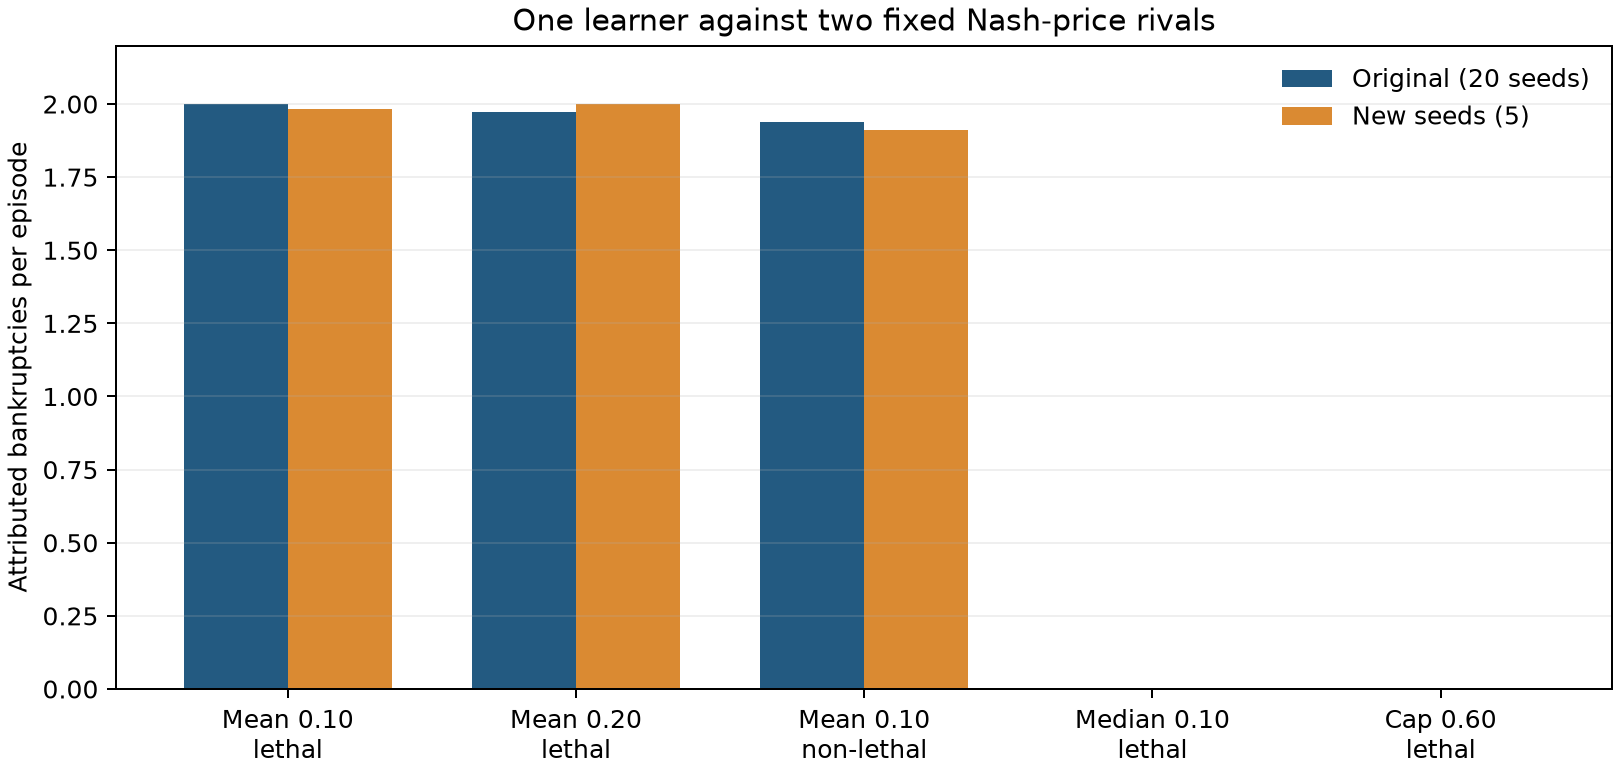 One learner against two fixed Nash-price rivals
Original (20 seeds)
New seeds (5)
Attributed bankruptcies per episode
2.00
1.75
1.50
1.25
1.00
0.75
0.50
0.25
0.00
Mean 0.10
lethal
Mean 0.20
lethal
Mean 0.10
non-lethal
Median 0.10
lethal
Cap 0.60
lethal